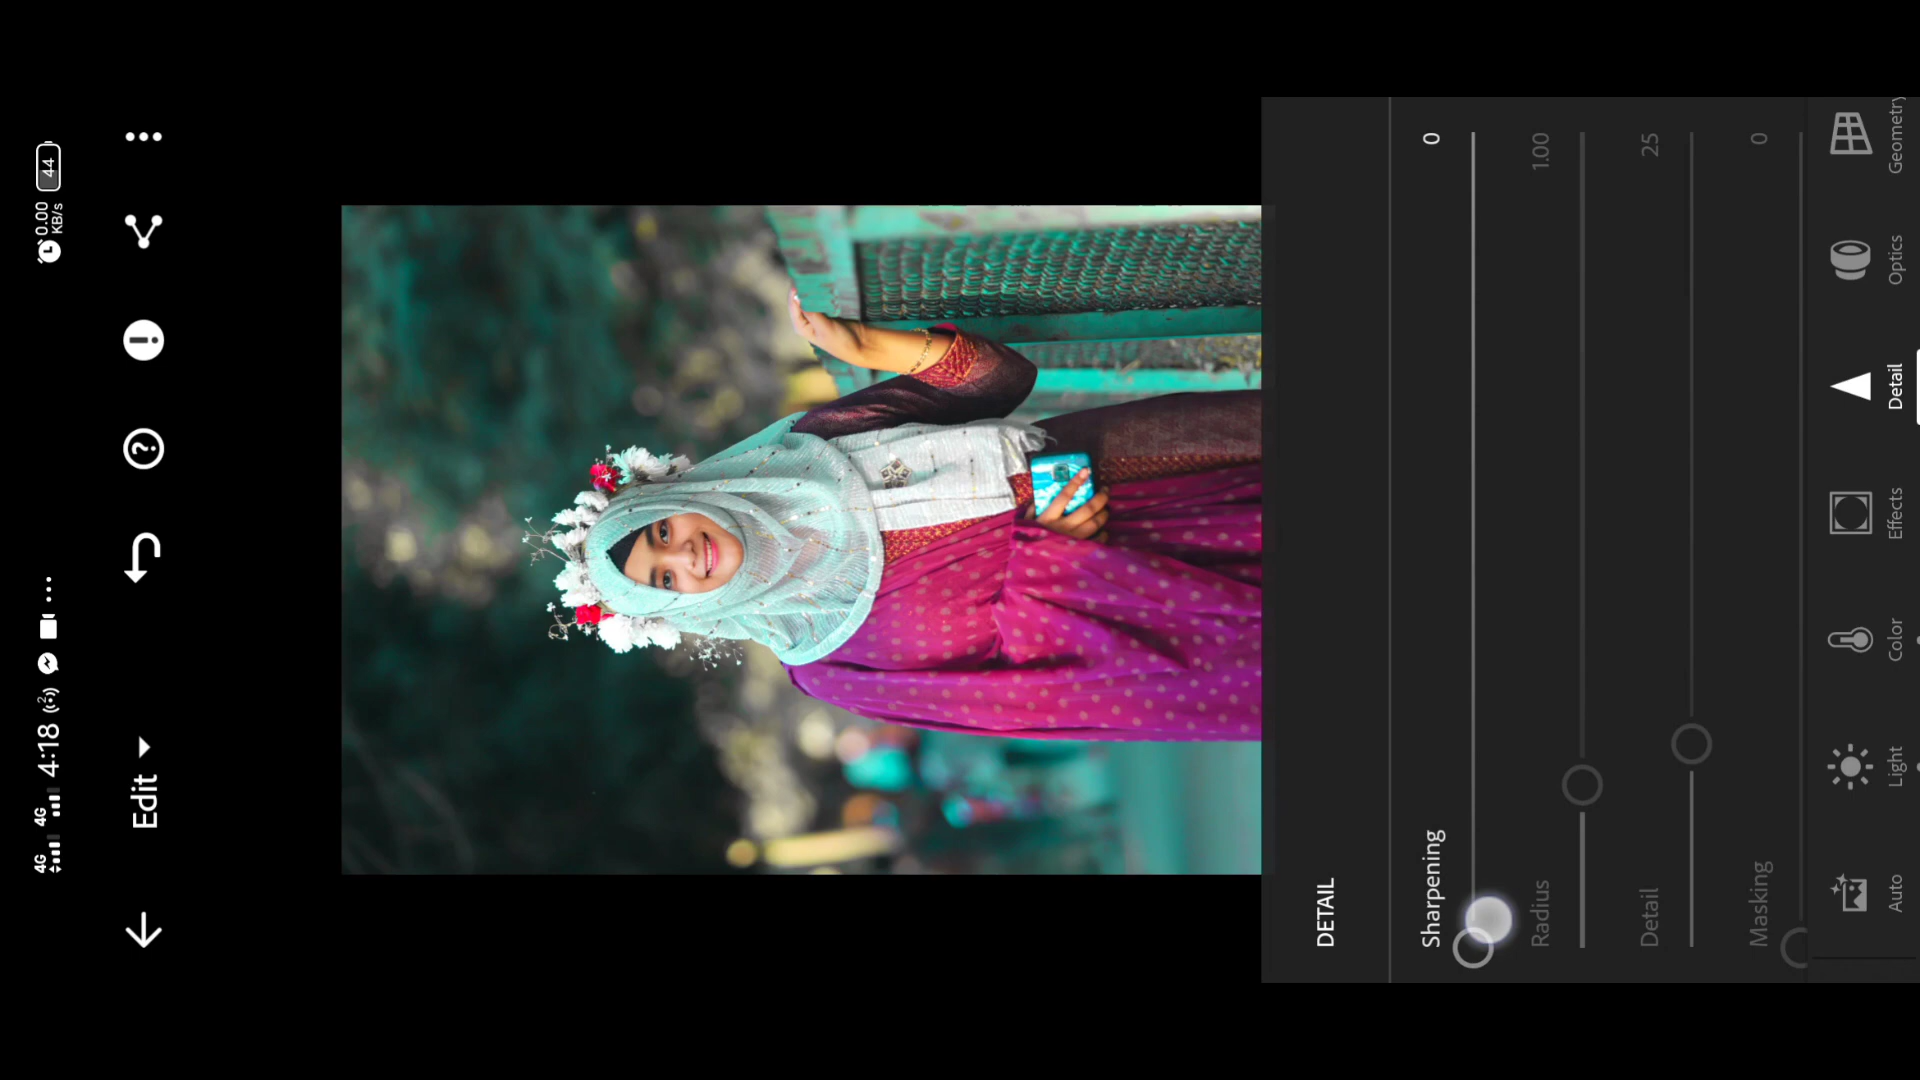 4G 4G 4:18 2 ... 0.00 KB/s 44
Edit
DETAIL
Sharpening 0
Radius 1.00
Detail 25
Masking 0
Auto Light Color Effects Detail Optics Geometry